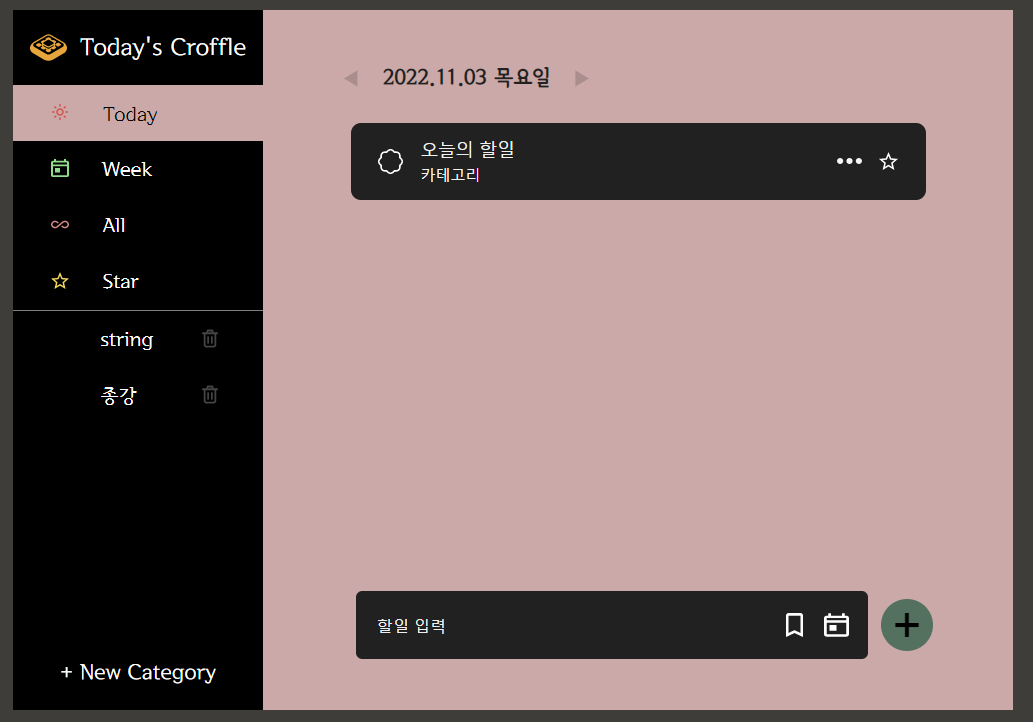 Today's Croffle
Today
Week
All
Star
string
종강
+ New Category
2022.11.03 목요일
오늘의 할일
카테고리
할일 입력